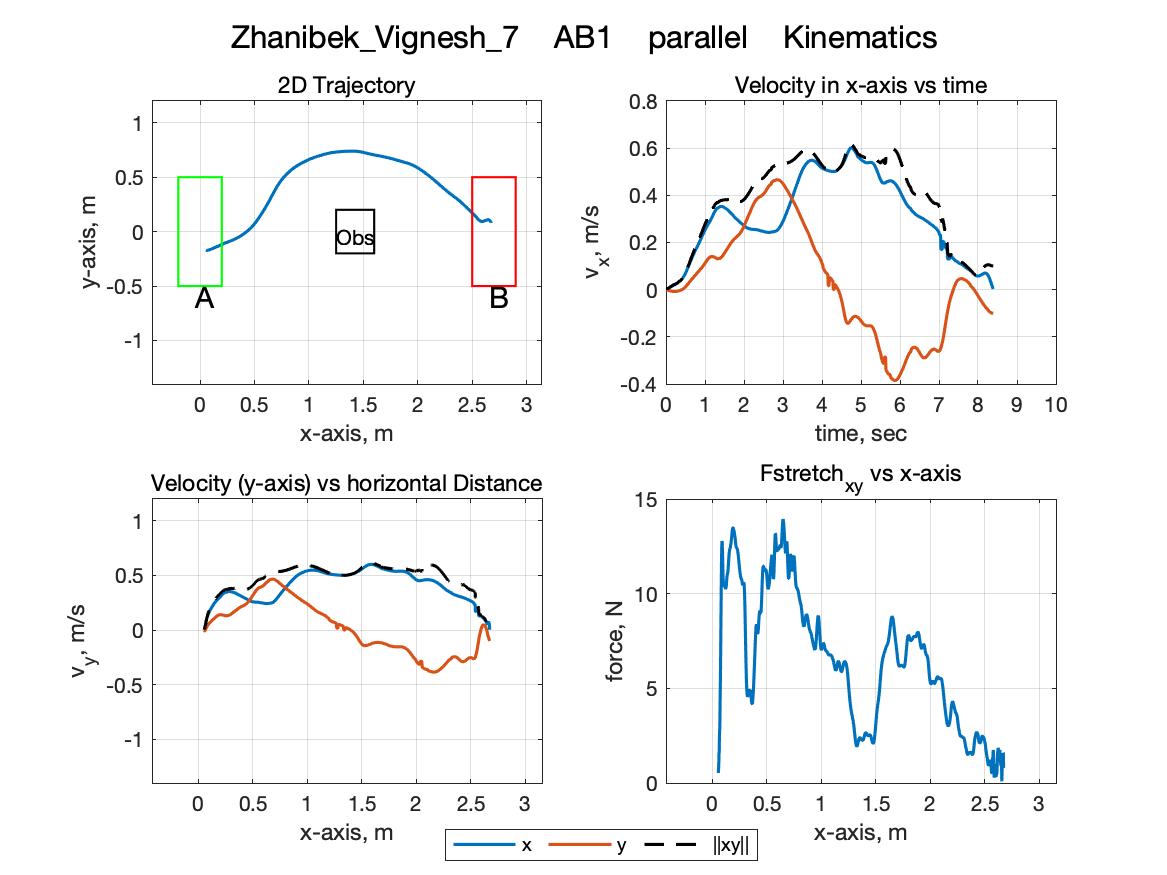 Zhanibek_Vignesh_7 AB1 parallel Kinematics
2D Trajectory
1
0.5
0
-0.5
-1
y-axis, m
Obs
A
B
0 0.5 1 1.5 2 2.5 3
x-axis, m
Velocity in x-axis vs time
0.8
0.6
0.4
0.2
0
-0.2
-0.4
v_x, m/s
0 1 2 3 4 5 6 7 8 9 10
time, sec
Velocity (y-axis) vs horizontal Distance
1
0.5
0
-0.5
-1
v_y, m/s
0 0.5 1 1.5 2 2.5 3
x-axis, m
Fstretch_xy vs x-axis
15
10
5
0
force, N
0 0.5 1 1.5 2 2.5 3
x-axis, m
x y ||xy||